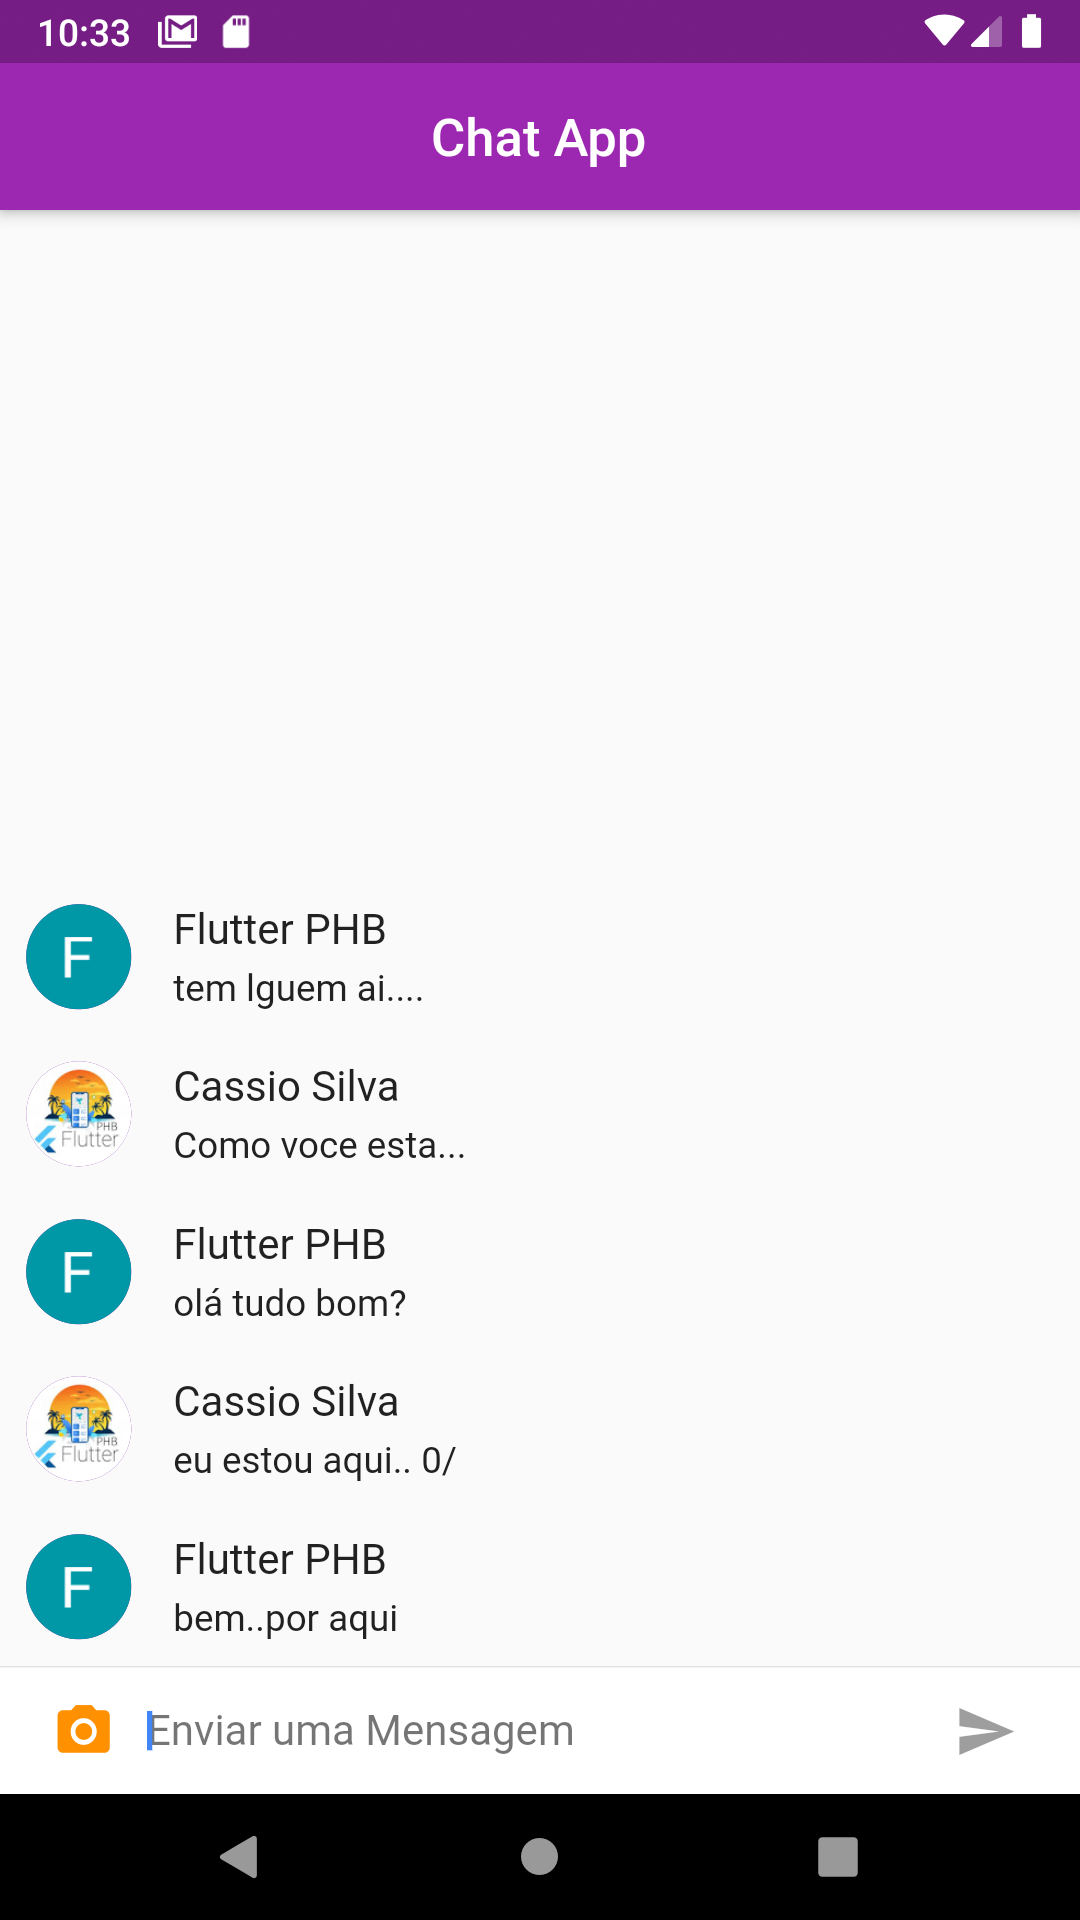 10:33
Chat App
F
Flutter PHB
tem lguem ai....
PHB
Flutter
Cassio Silva
Como voce esta...
F
Flutter PHB
olá tudo bom?
PHB
Flutter
Cassio Silva
eu estou aqui.. 0/
F
Flutter PHB
bem..por aqui
Enviar uma Mensagem